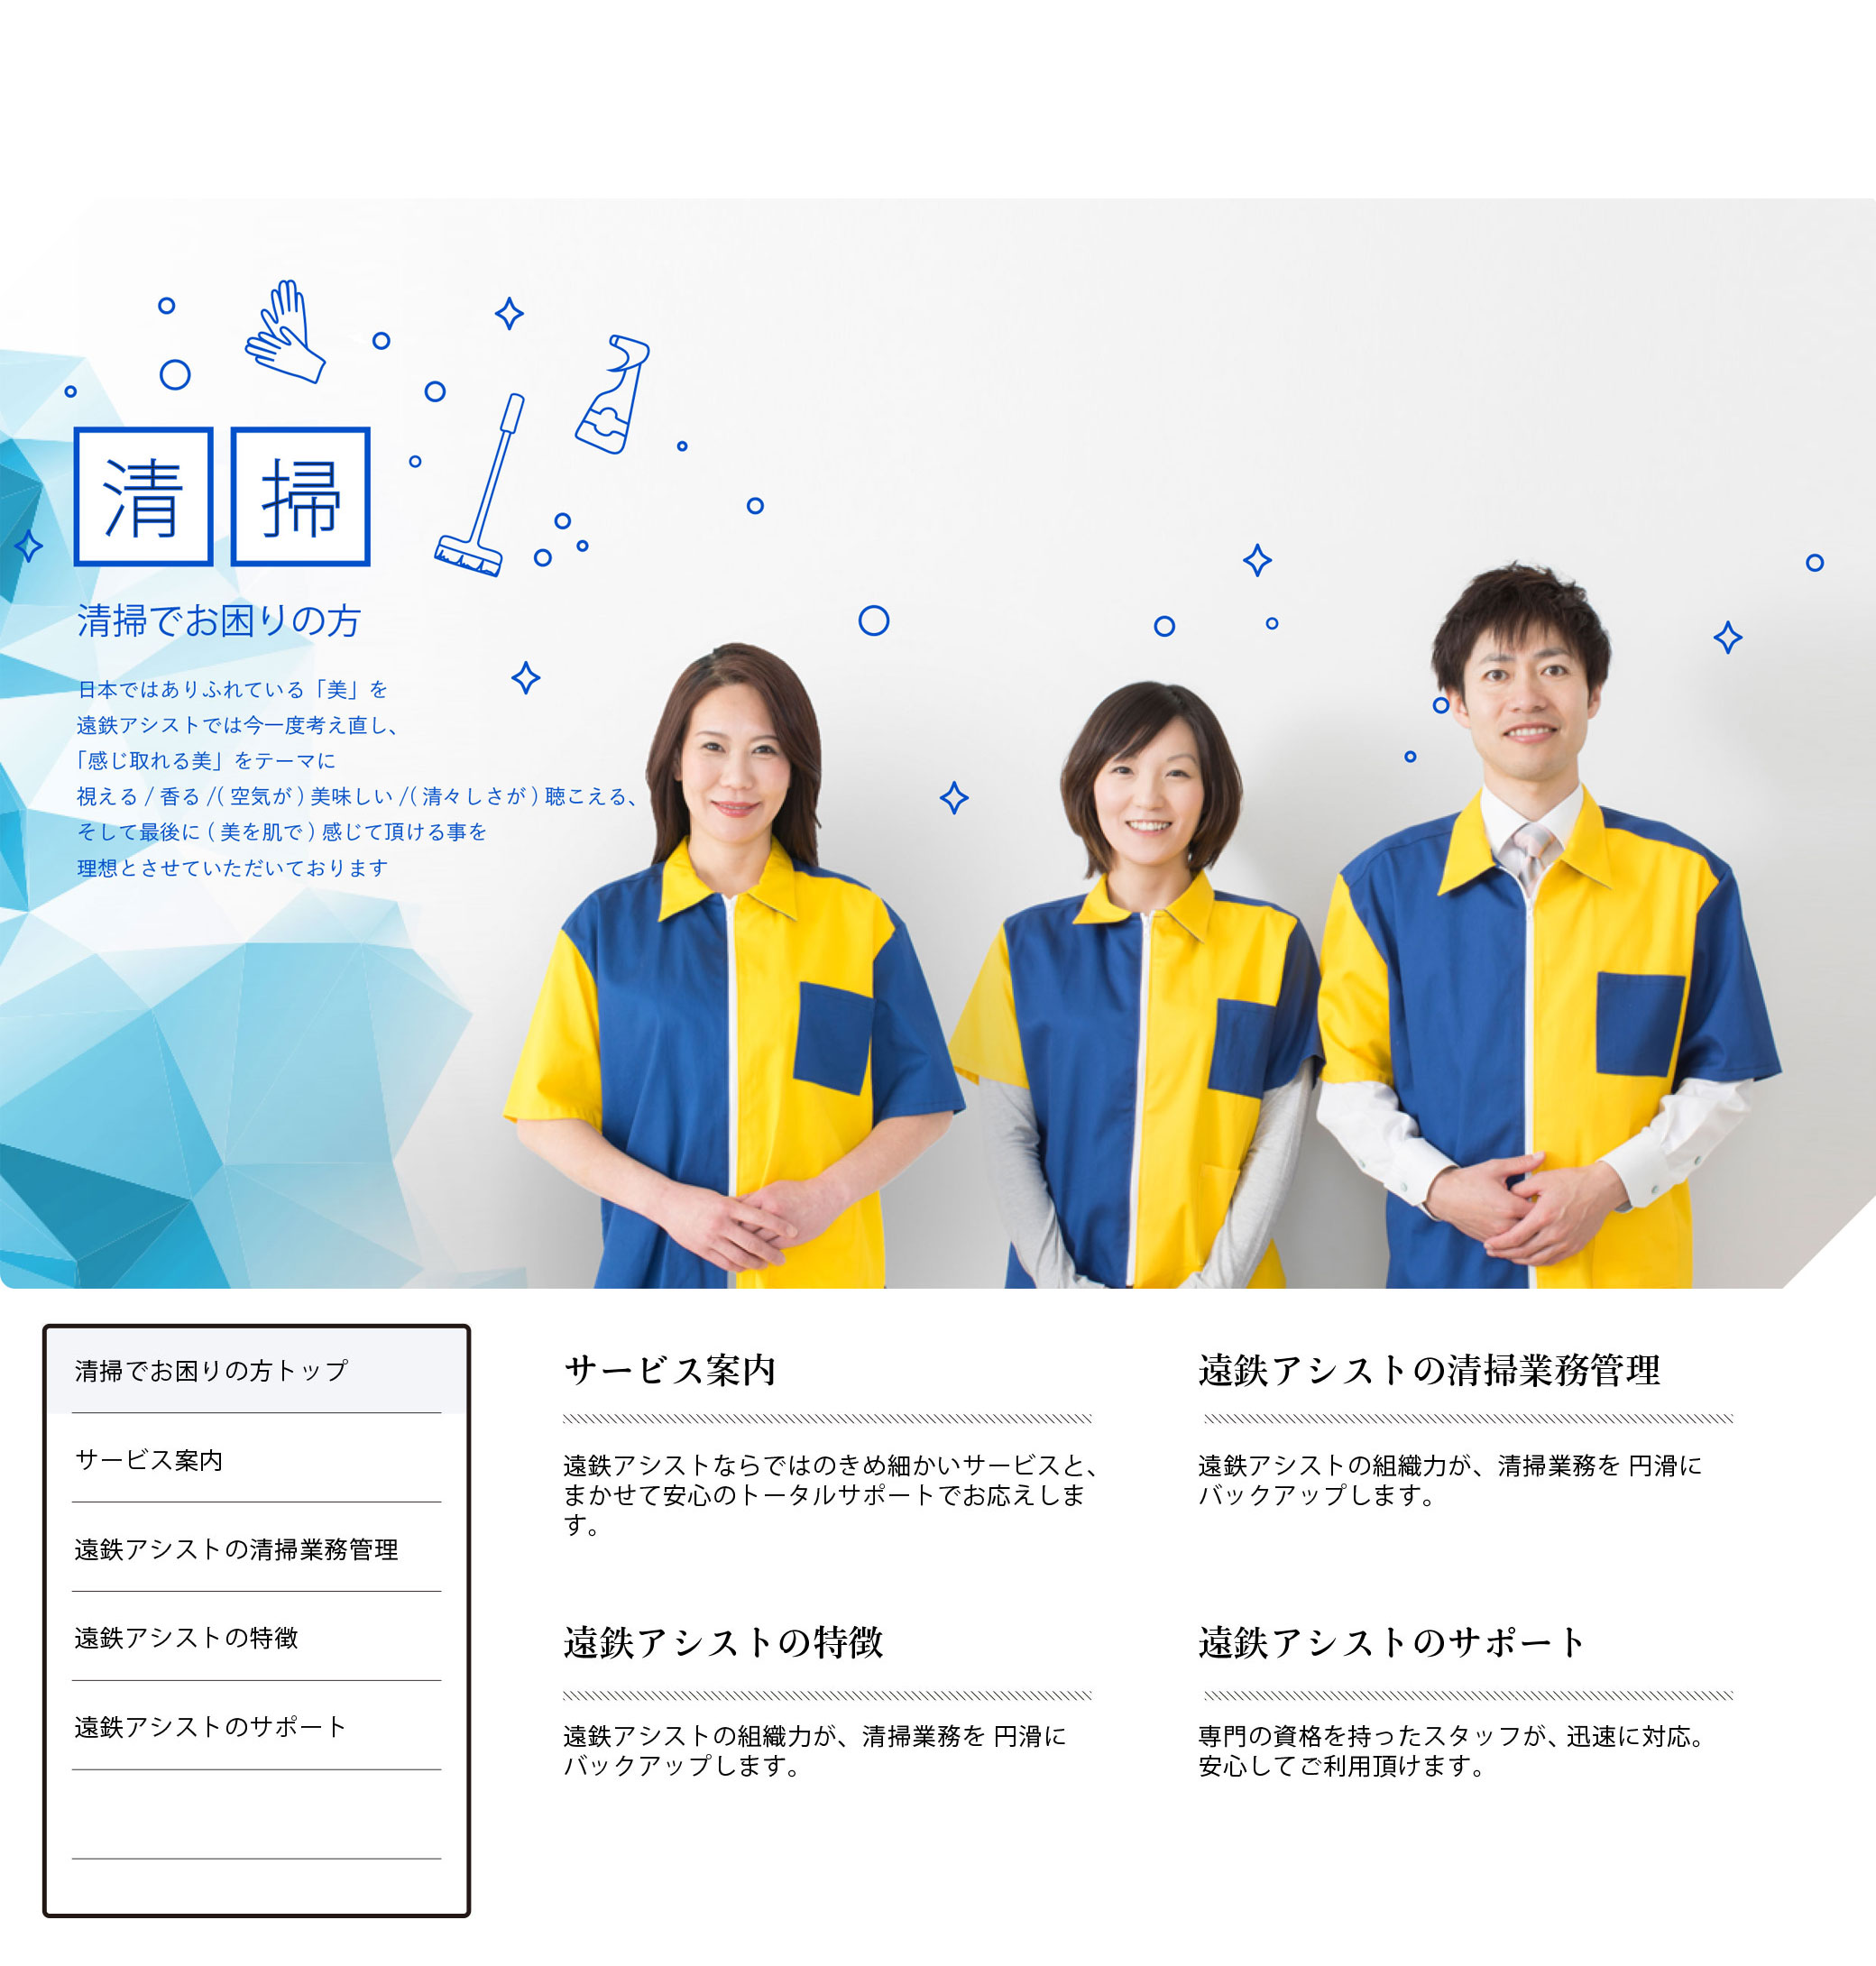 清掃
清掃でお困りの方
日本ではありふれている「美」を
遠鉄アシストでは今一度考え直し、
「感じ取れる美」をテーマに
視える / 香る /( 空気が ) 美味しい /( 清々しさが ) 聴こえる、
そして最後に ( 美を肌で ) 感じて頂ける事を
理想とさせていただいております
清掃でお困りの方トップ
サービス案内
遠鉄アシストの清掃業務管理
遠鉄アシストの特徴
遠鉄アシストのサポート
サービス案内
遠鉄アシストならではのきめ細かいサービスと、
まかせて安心のトータルサポートでお応えしま
す。
遠鉄アシストの清掃業務管理
遠鉄アシストの組織力が、清掃業務を 円滑に
バックアップします。
遠鉄アシストの特徴
遠鉄アシストの組織力が、清掃業務を 円滑に
バックアップします。
遠鉄アシストのサポート
専門の資格を持ったスタッフが、迅速に対応。
安心してご利用頂けます。